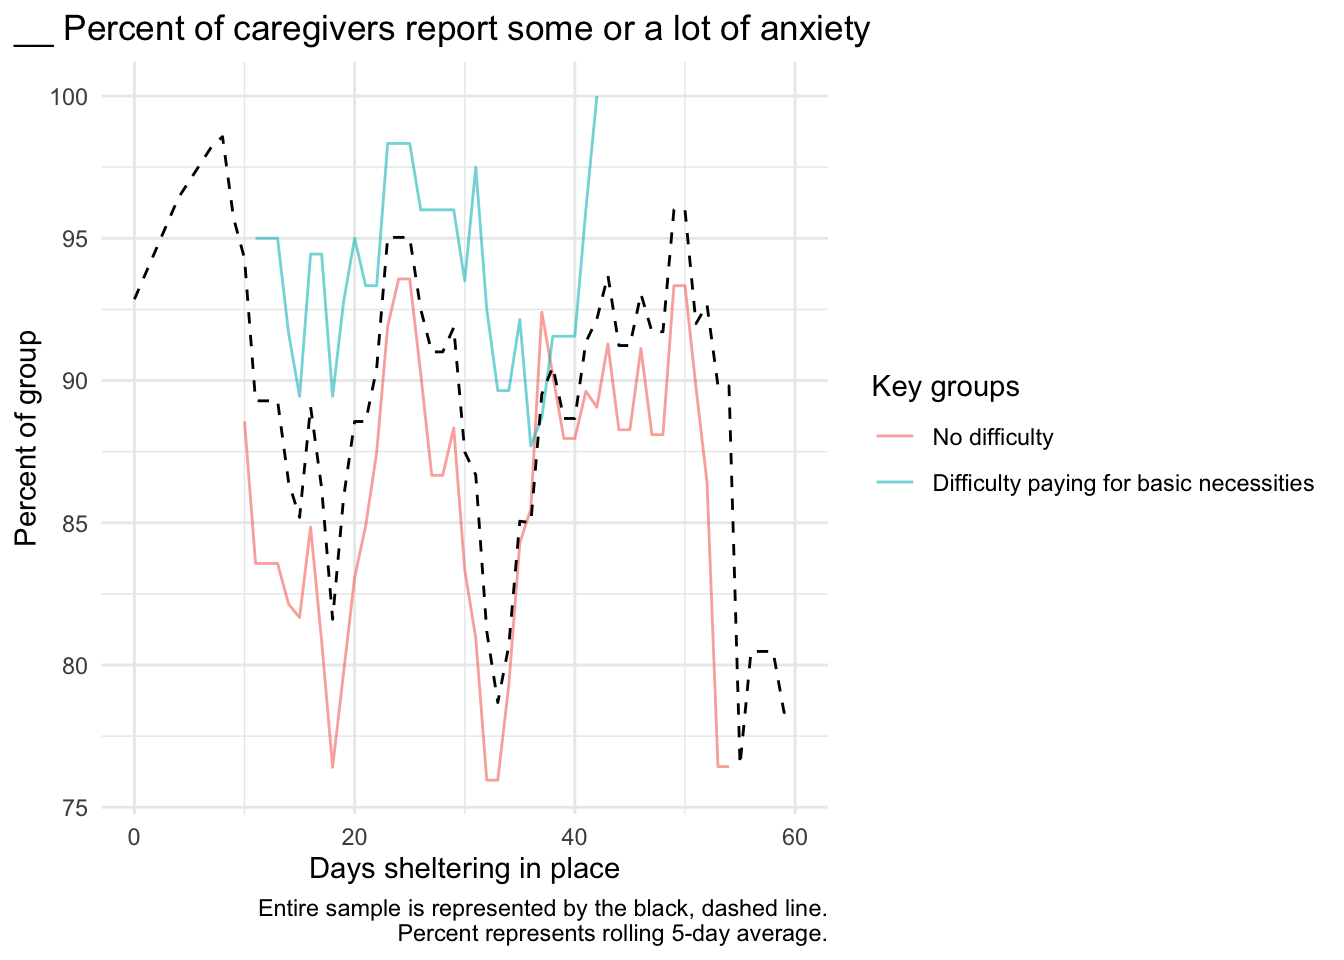 __ Percent of caregivers report some or a lot of anxiety
Percent of group
100
95
90
85
80
75
0 20 40 60
Days sheltering in place
Key groups
No difficulty
Difficulty paying for basic necessities
Entire sample is represented by the black, dashed line.
Percent represents rolling 5-day average.